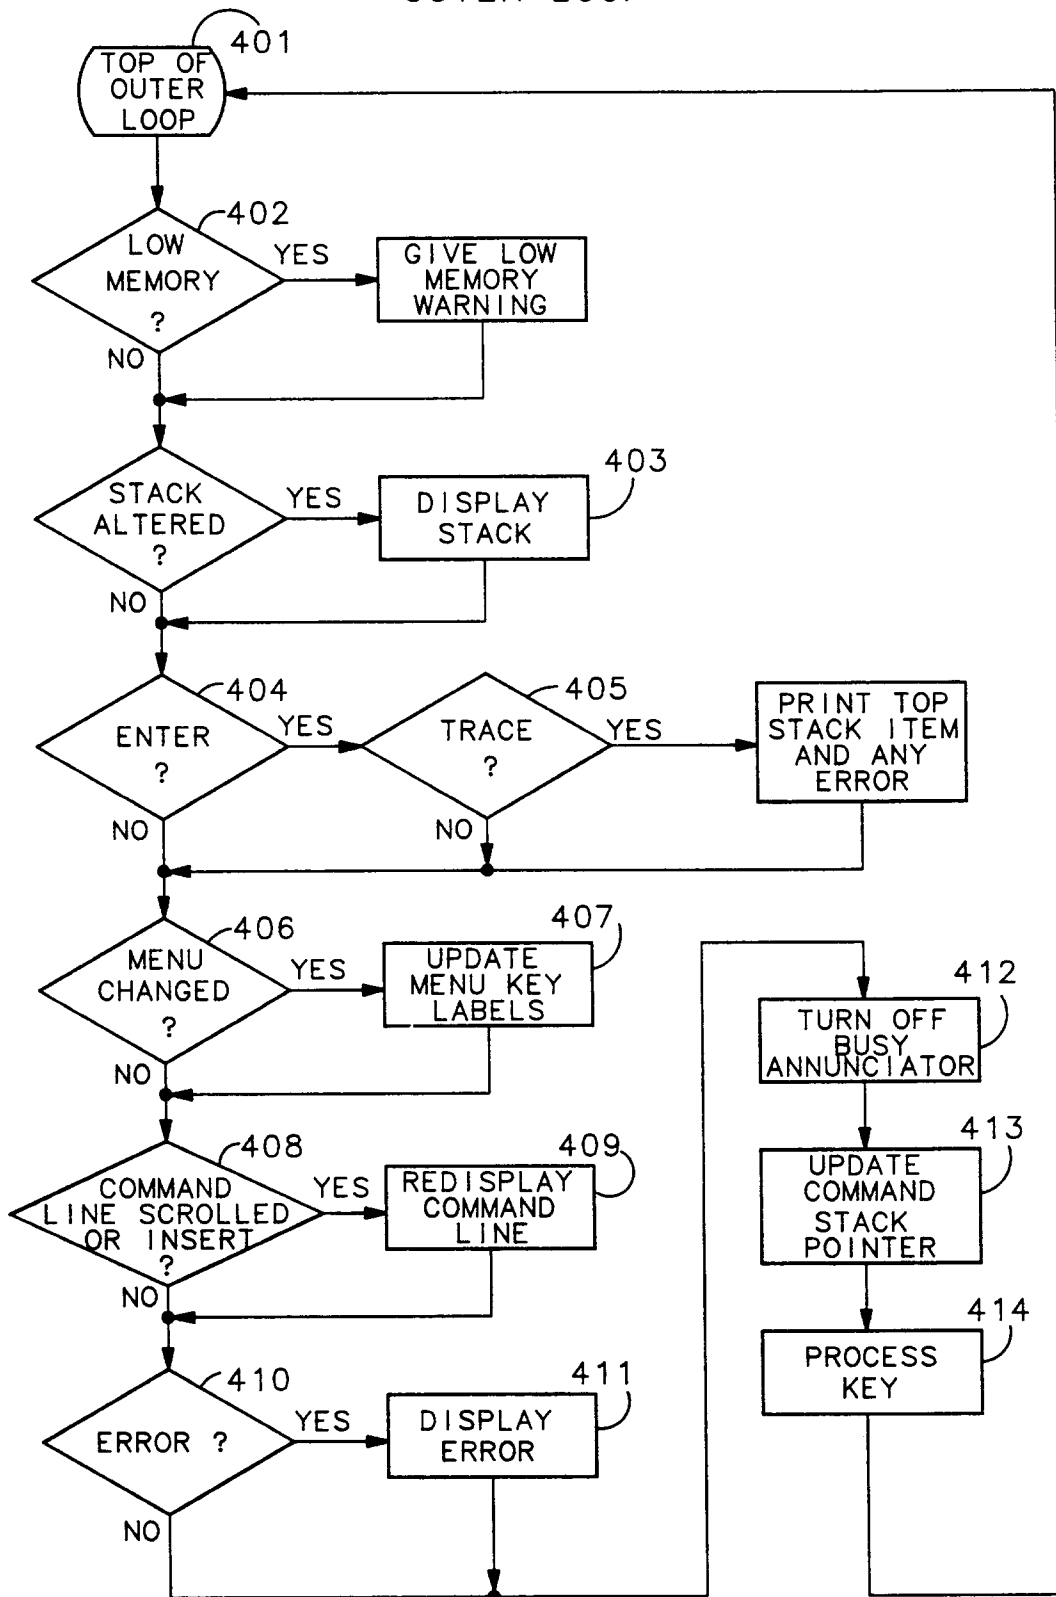 OUTER LOOP
401
TOP OF
OUTER
LOOP
402
LOW
MEMORY
?
YES
NO
GIVE LOW
MEMORY
WARNING
STACK
ALTERED
?
YES
NO
403
DISPLAY
STACK
404
ENTER
?
YES
NO
405
TRACE
?
YES
NO
PRINT TOP
STACK ITEM
AND ANY
ERROR
406
MENU
CHANGED
?
YES
NO
407
UPDATE
MENU KEY
LABELS
408
COMMAND
LINE SCROLLED
OR INSERT
?
YES
NO
409
REDISPLAY
COMMAND
LINE
410
ERROR ?
YES
NO
411
DISPLAY
ERROR
412
TURN OFF
BUSY
ANNUNCIATOR
413
UPDATE
COMMAND
STACK
POINTER
414
PROCESS
KEY